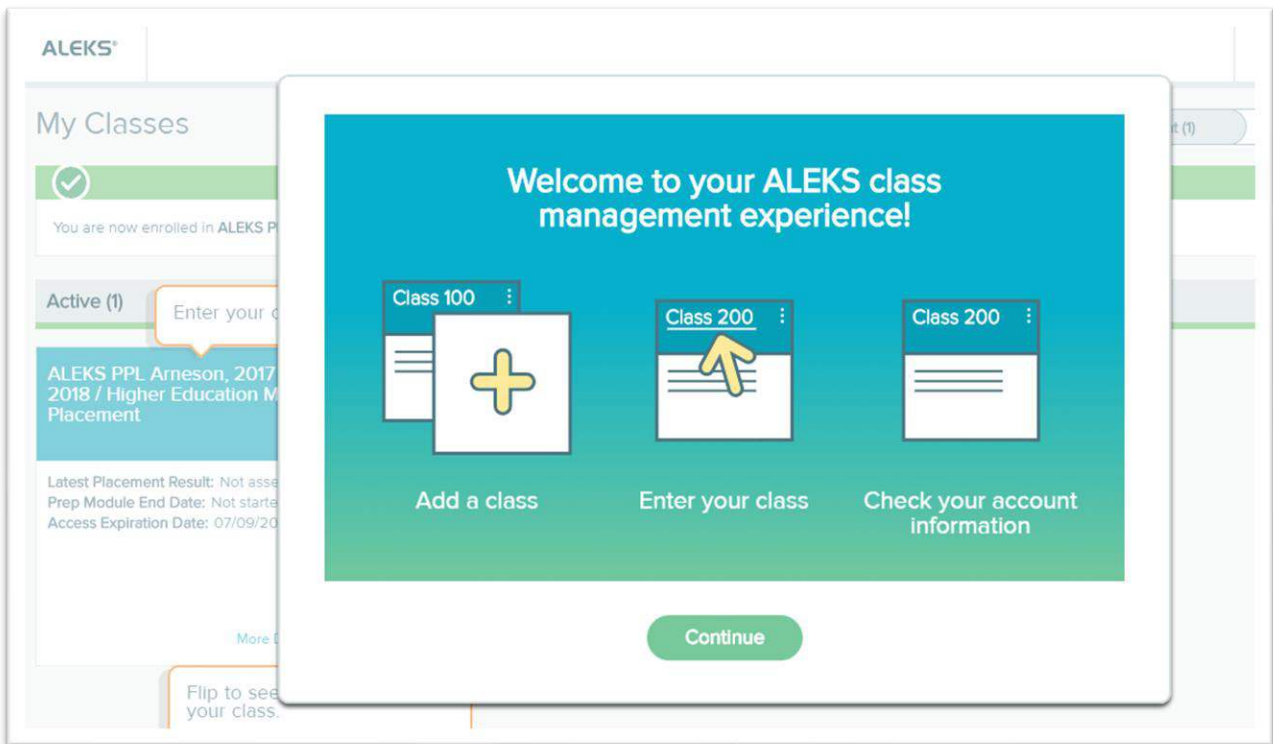 ALEKS®
My Classes
You are now enrolled in ALEKS
Active (1)
Enter your
ALEKS PPL Arneson, 2017
2018 / Higher Education
Placement
Latest Placement Result: Not
Prep Module End Date: Not
Access Expiration Date: 07/09/20
More
Flip to see
your class.
(1)
Welcome to your ALEKS class
management experience!
Class 100
Class 200
Class 200
Add a class
Enter your class
Check your account
information
Continue